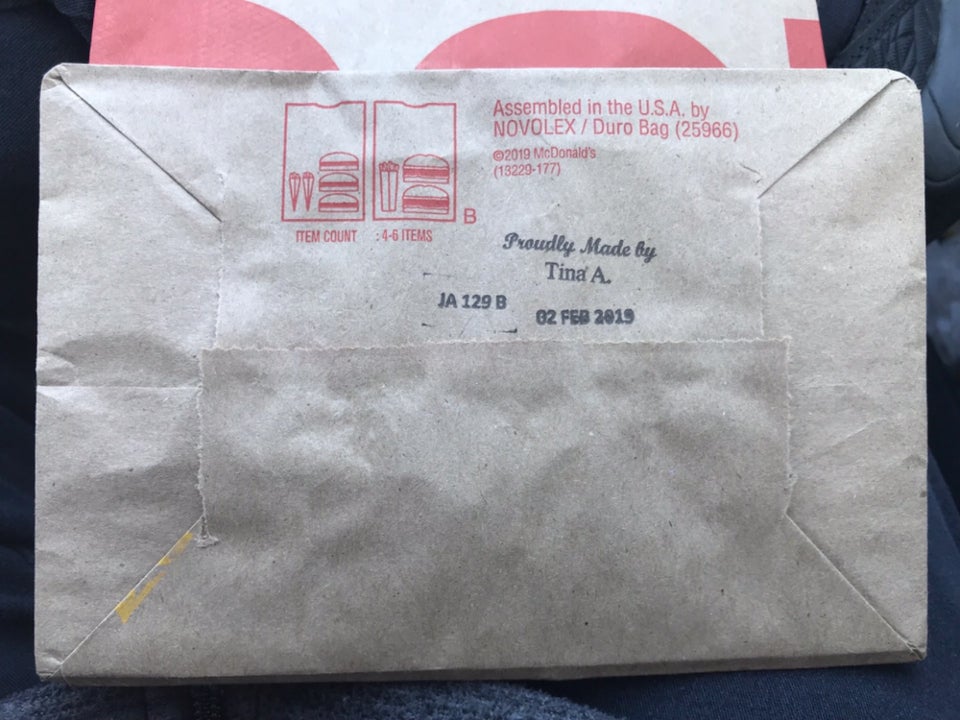 Assembled in the U.S.A. by
NOVOLEX / Duro Bag (25966)
©2019 McDonald's
(13229-177)
B
ITEM COUNT : 4-6 ITEMS
Proudly Made by
Tina A.
JA 129 B
02 FEB 2019